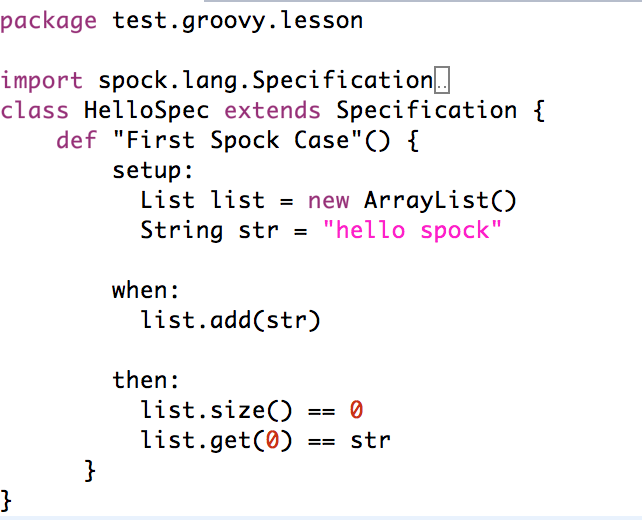 package test.groovy.lesson
import spock.lang.Specification..
class HelloSpec extends Specification {
def "First Spock Case"() {
setup:
List list = new ArrayList()
String str = "hello spock"
when:
list.add(str)
then:
list.size() == 0
list.get(0) == str
}
}